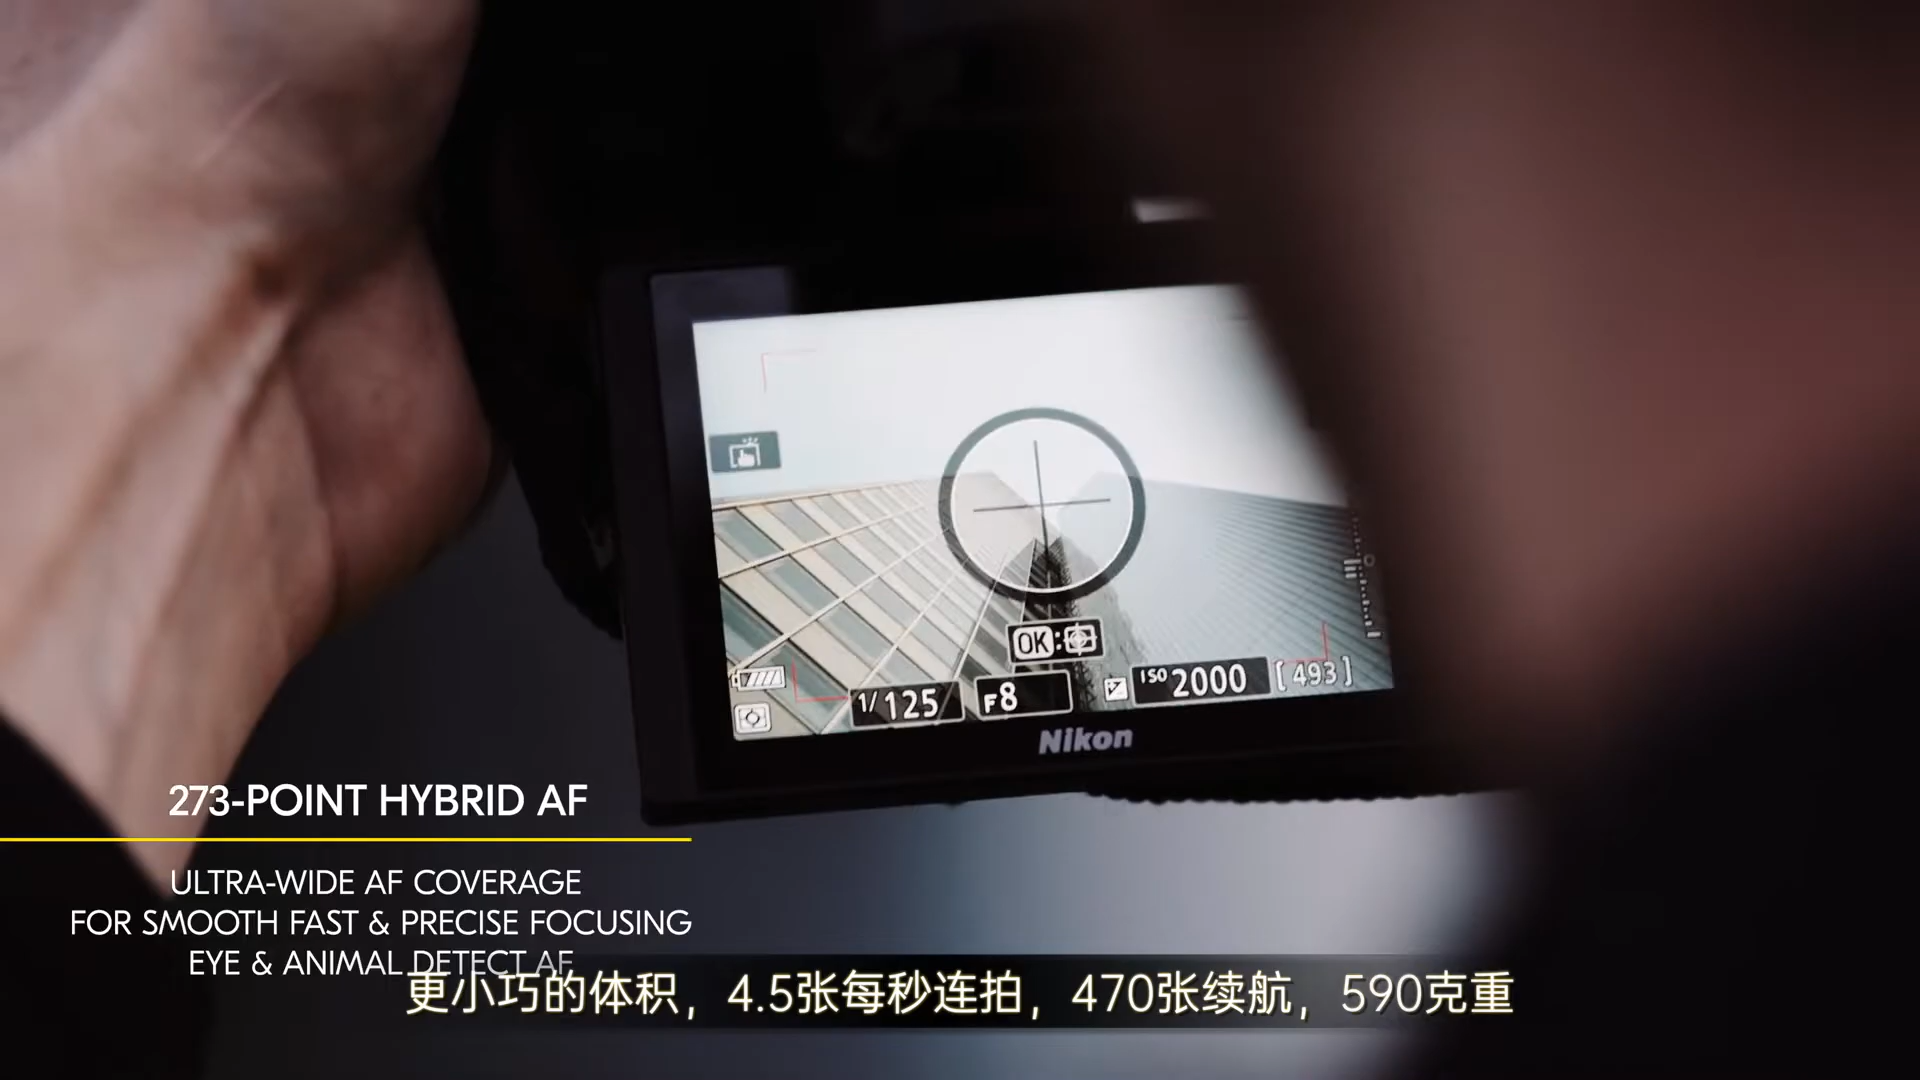 OK:
1/125
F8
ISO 2000
[493]
Nikon
273-POINT HYBRID AF
ULTRA-WIDE AF COVERAGE
FOR SMOOTH FAST & PRECISE FOCUSING
EYE & ANIMAL DETECT AF
更小巧的体积，4.5张每秒连拍，470张续航，590克重